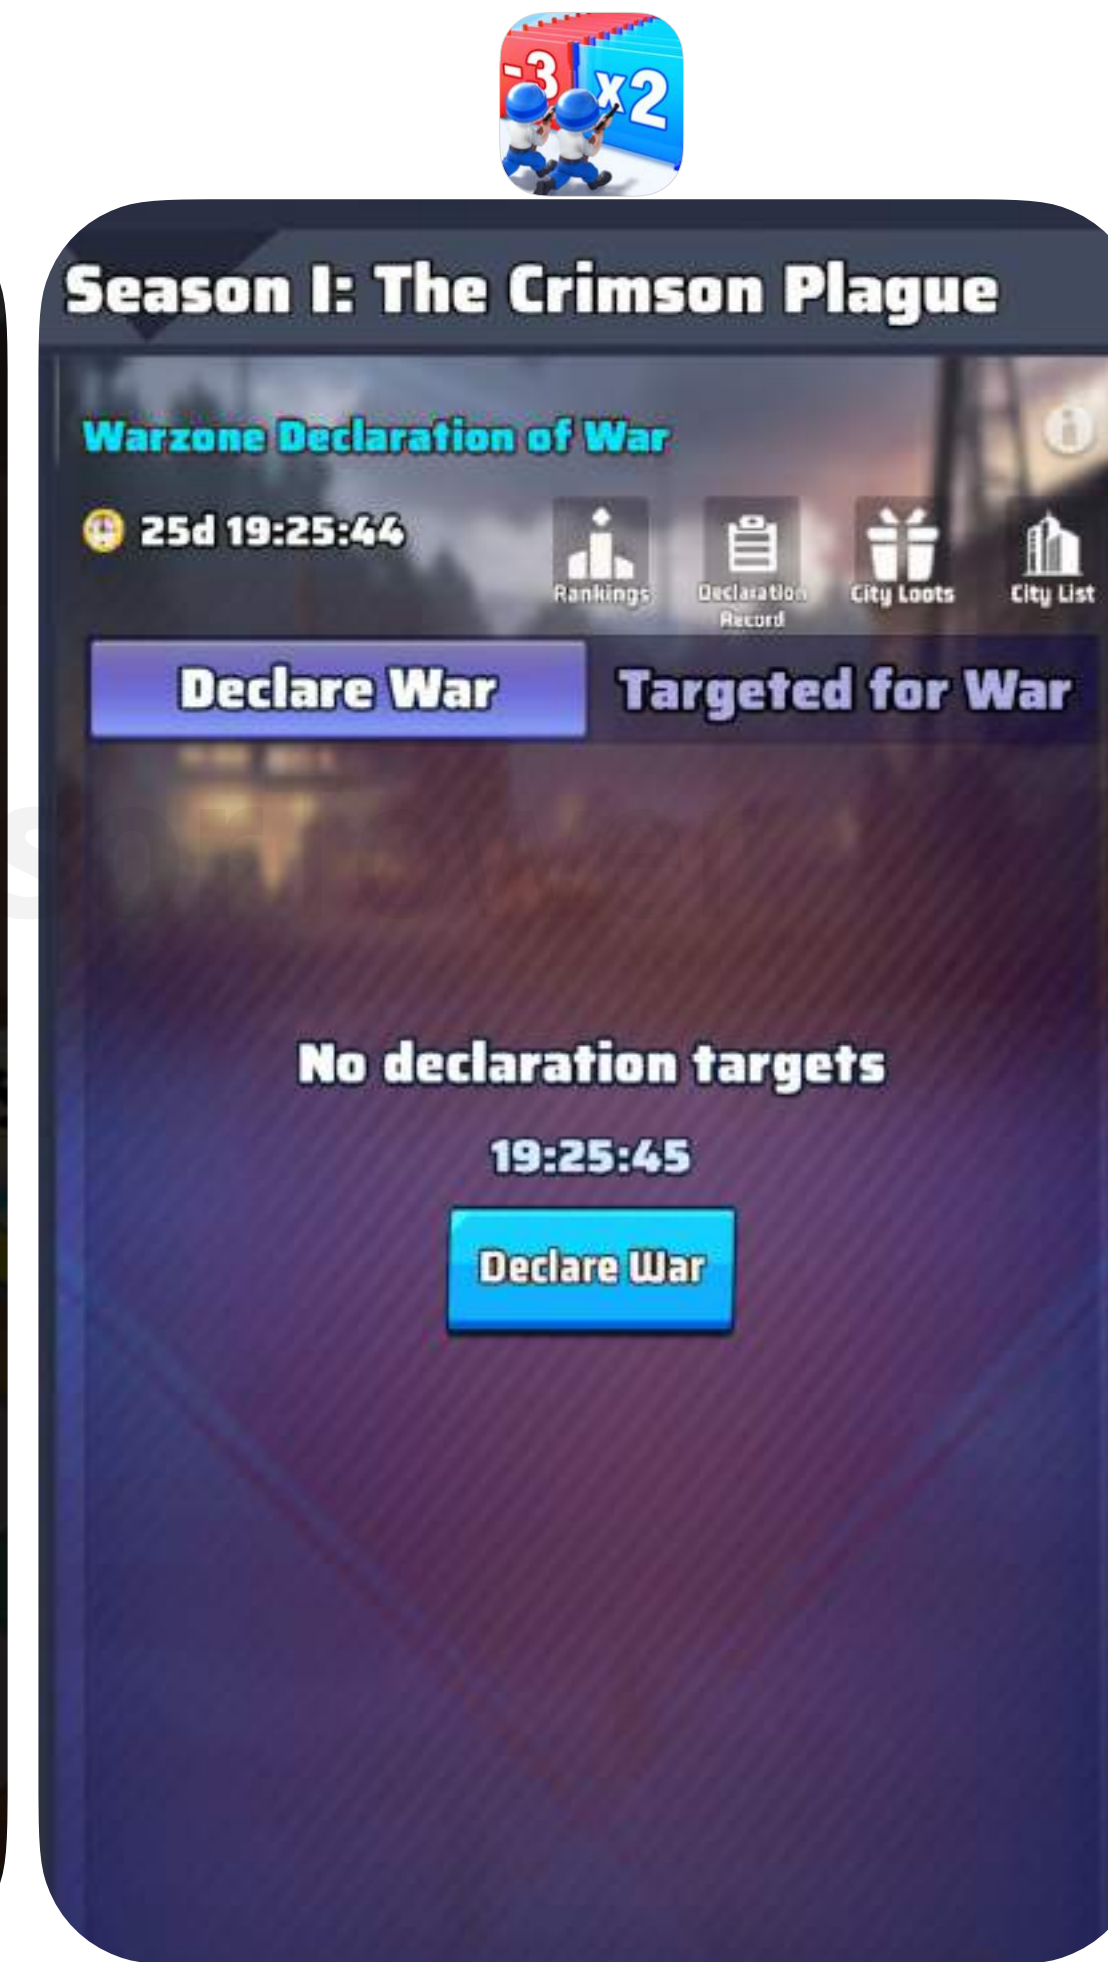 -3 x2
Season 1: The Crimson Plague
Warzone Declaration of War
25d 19:25:44
Rankings
Declaration
Record
City Loots
City List
Declare War
Targeted for War
No declaration targets
19:25:45
Declare War